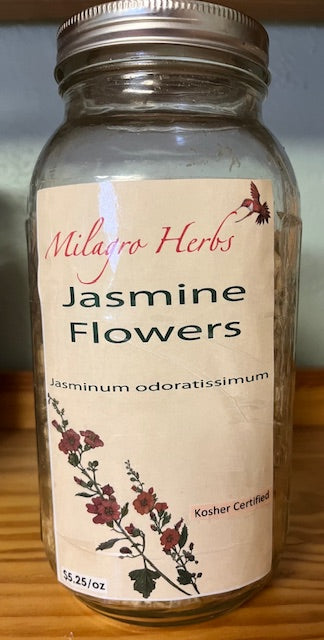 Milagro Herbs
Jasmine
Flowers
Jasminum odoratissimum
Kosher Certified
$5.25/oz